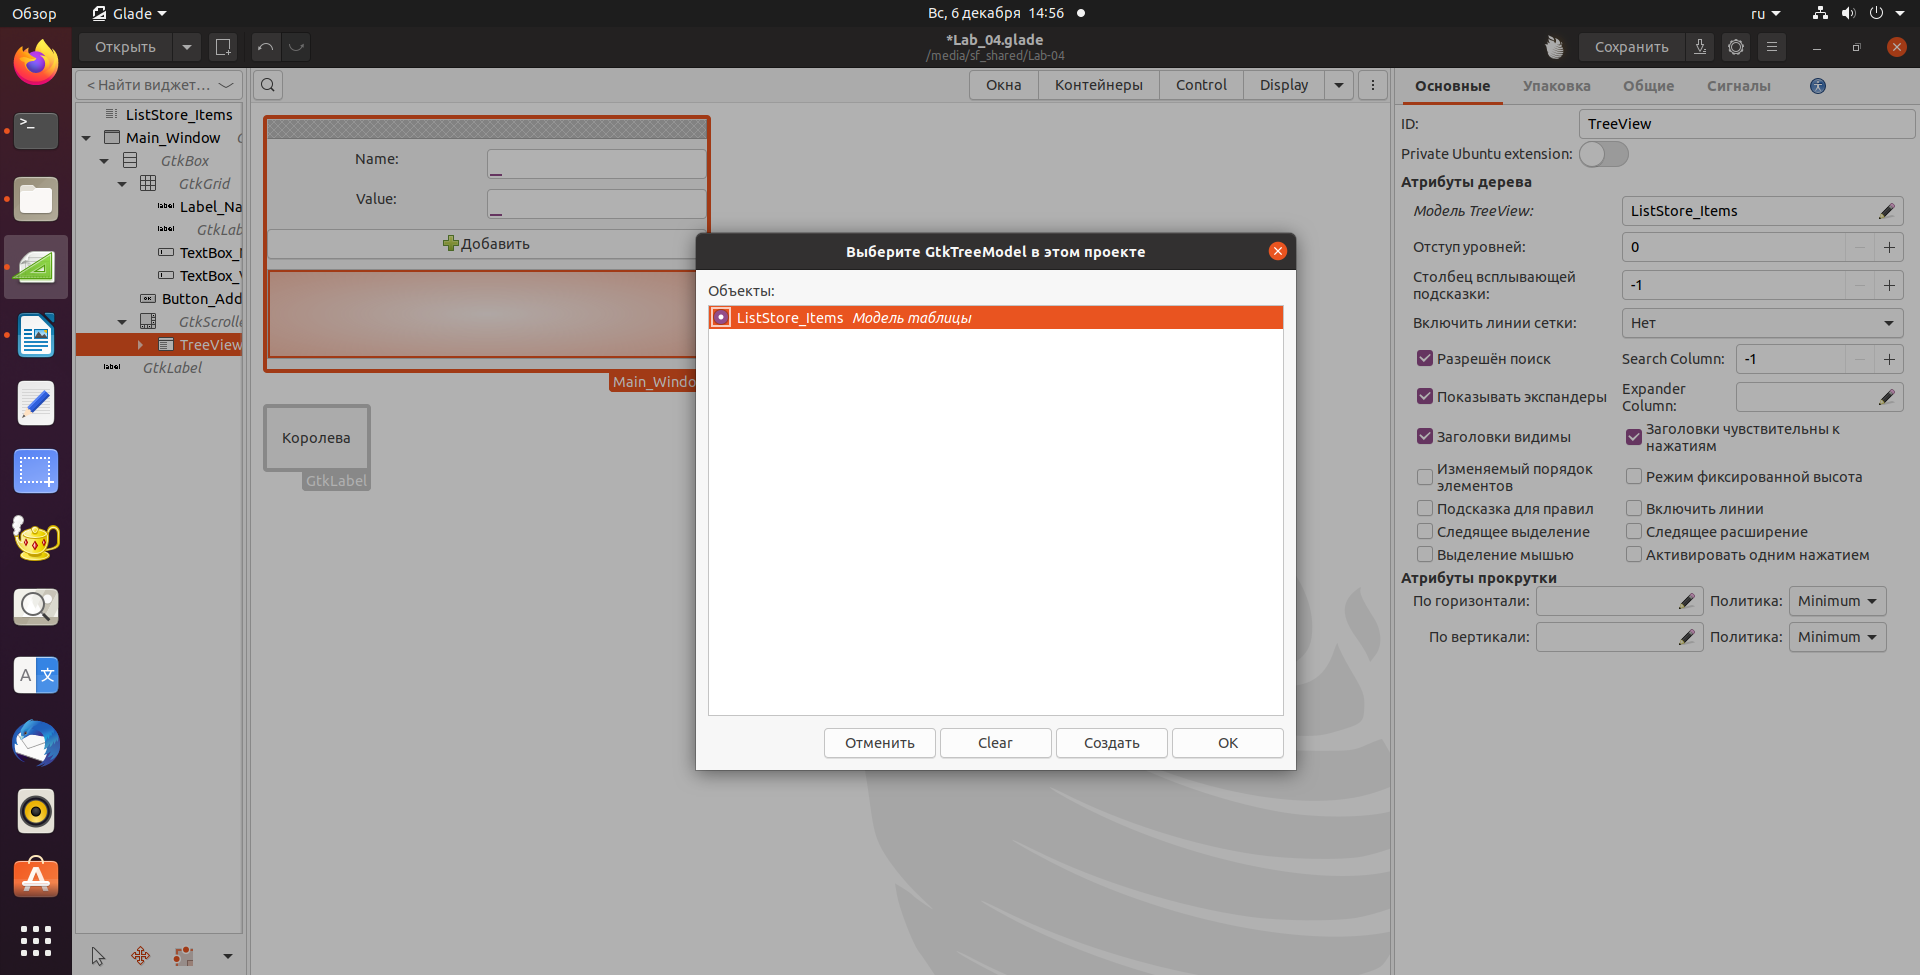 Обзор
Glade
Вс, 6 декабря 14:56
ru
Открыть
*Lab_04.glade
/media/sf_shared/Lab-04
Сохранить
< Найти виджет...
Окна
Контейнеры
Control
Display
Основные
Упаковка
Общие
Сигналы
ListStore_Items
Main_Window
GtkBox
GtkGrid
Label_Na
GtkLab
TextBox_
TextBox_
Button_Add
GtkScrolle
TreeView
GtkLabel
Name:
Value:
Добавить
Main_Windo
Королева
GtkLabel
Выберите GtkTreeModel в этом проекте
Объекты:
ListStore_Items Модель таблицы
Отменить
Clear
Создать
OK
ID:
TreeView
Private Ubuntu extension:
Атрибуты дерева
Модель TreeView:
ListStore_Items
Отступ уровней:
0
Столбец всплывающей
подсказки:
-1
Включить линии сетки:
Нет
Разрешён поиск
Search Column:
-1
Показывать экспандеры
Expander
Column:
Заголовки видимы
Заголовки чувствительны к
нажатиям
Изменяемый порядок
элементов
Режим фиксированной высота
Подсказка для правил
Включить линии
Следящее выделение
Следящее расширение
Выделение мышью
Активировать одним нажатием
Атрибуты прокрутки
По горизонтали:
Политика:
Minimum
По вертикали:
Политика:
Minimum